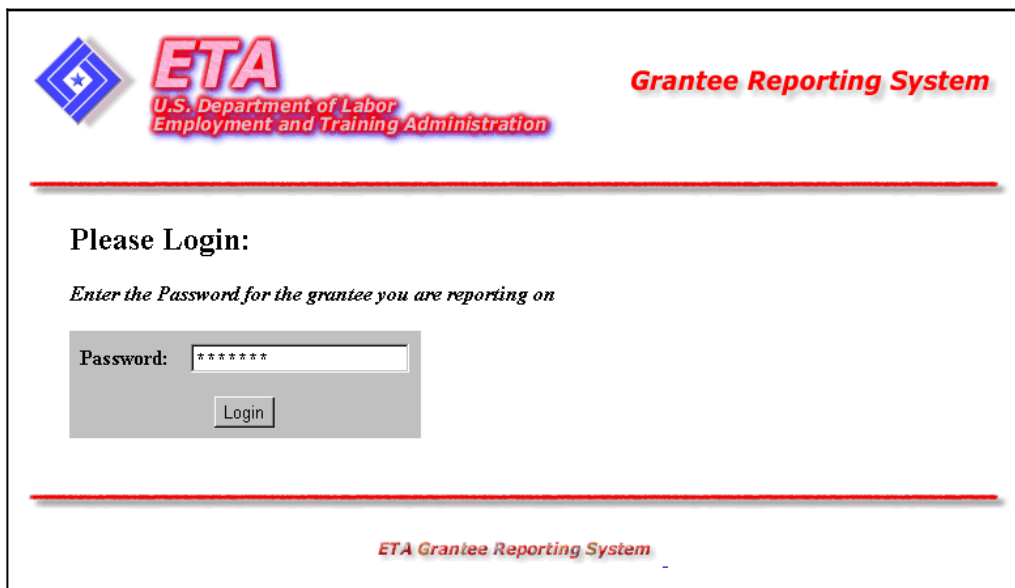 ETA
U.S. Department of Labor
Employment and Training Administration
Grantee Reporting System
Please Login:
Enter the Password for the grantee you are reporting on
Password: *******
Login
ETA Grantee Reporting System